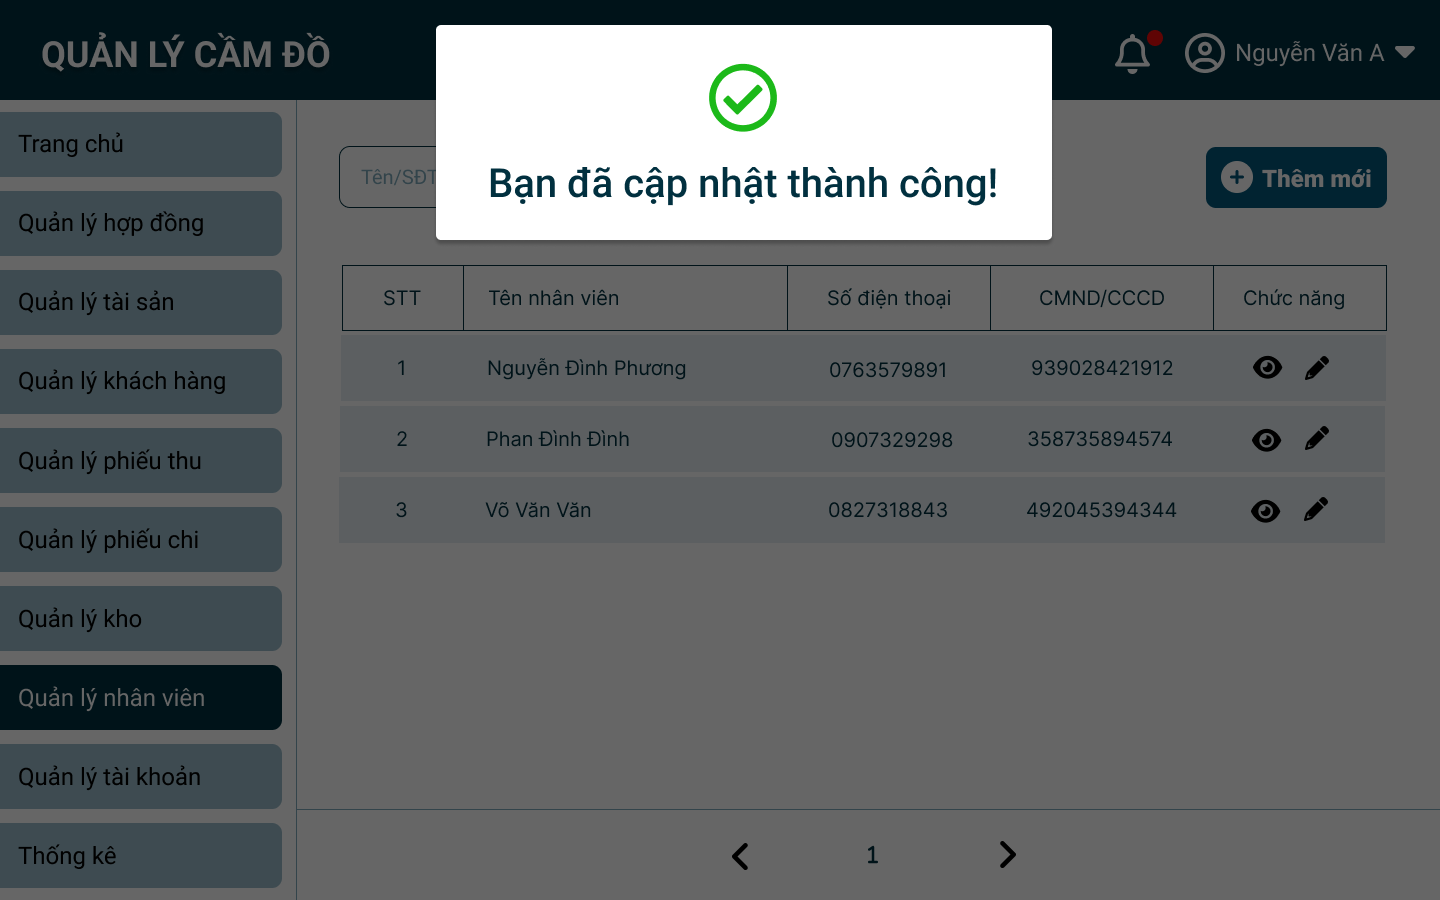 QUẢN LÝ CẦM ĐỒ
Nguyễn Văn A
Bạn đã cập nhật thành công!
Trang chủ
Quản lý hợp đồng
Quản lý tài sản
Quản lý khách hàng
Quản lý phiếu thu
Quản lý phiếu chi
Quản lý kho
Quản lý nhân viên
Quản lý tài khoản
Thống kê
Tên/SĐT
Thêm mới
STT Tên nhân viên Số điện thoại CMND/CCCD Chức năng
1 Nguyễn Đình Phương 0763579891 939028421912
2 Phan Đình Đình 0907329298 358735894574
3 Võ Văn Văn 0827318843 492045394344
1